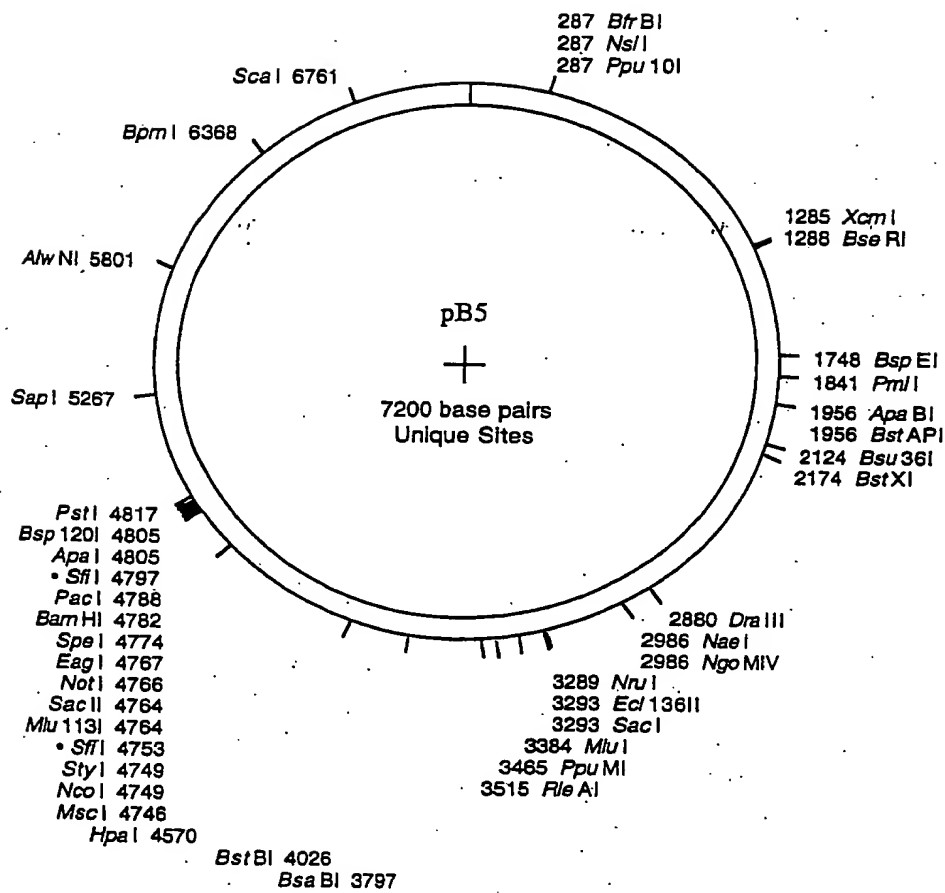 287 BfrBI
287 NsiI
287 Ppu10I
ScaI 6761
BpmI 6368
1285 XcmI
1288 BseRI
AlwNI 5801
pB5
7200 base pairs
Unique Sites
1748 BspEI
1841 PmlI
1956 ApaBI
1956 BstAPI
2124 Bsu36I
2174 BstXI
SapI 5267
PstI 4817
Bsp120I 4805
ApaI 4805
• SfiI 4797
PacI 4788
BamHI 4782
SpeI 4774
EagI 4767
NotI 4766
SacII 4764
Mlu113I 4764
• SfiI 4753
StyI 4749
NcoI 4749
MscI 4746
HpaI 4570
BstBI 4026
BsaBI 3797
2880 DraIII
2986 NaeI
2986 NgoMIV
3289 NruI
3293 Ecl136II
3293 SacI
3384 MluI
3465 PpuMI
3515 RleAI